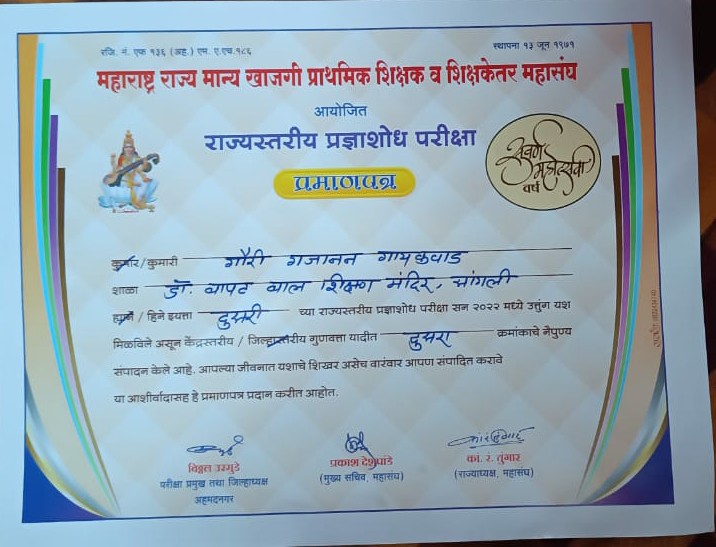 रजि. नं. एफ १३६ (अह.) एम. ए.एच.१८६
स्थापना १३ जून १९७१
महाराष्ट्र राज्य मान्य खाजगी प्राथमिक शिक्षक व शिक्षकेतर महासंघ
आयोजित
राज्यस्तरीय प्रज्ञाशोध परीक्षा
सुवर्ण महोत्सवी वर्ष
प्रमाणपत्र
कुमार/कुमारी गौरी गजानन गायकवाड
शाळा डॉ. बापट बाल शिक्षण मंदिर, सांगली
ह्याने / हिने इयत्ता दुसरी च्या राज्यस्तरीय प्रज्ञाशोध परीक्षा सन २०२२ मध्ये उत्तुंग यश
मिळविले असून केंद्रस्तरीय / जिल्हास्तरीय गुणवत्ता यादीत दुसरा क्रमांकाचे नैपुण्य
संपादन केले आहे. आपल्या जीवनात यशाचे शिखर असेच वारंवार आपण संपादित करावे
या आशीर्वादासह हे प्रमाणपत्र प्रदान करीत आहोत.
विठ्ठल उरमुडे
परीक्षा प्रमुख तथा जिल्हाध्यक्ष
अहमदनगर
प्रकाश देशपांडे
(मुख्य सचिव, महासंघ)
कां. रं. तुंगार
(राज्याध्यक्ष, महासंघ)